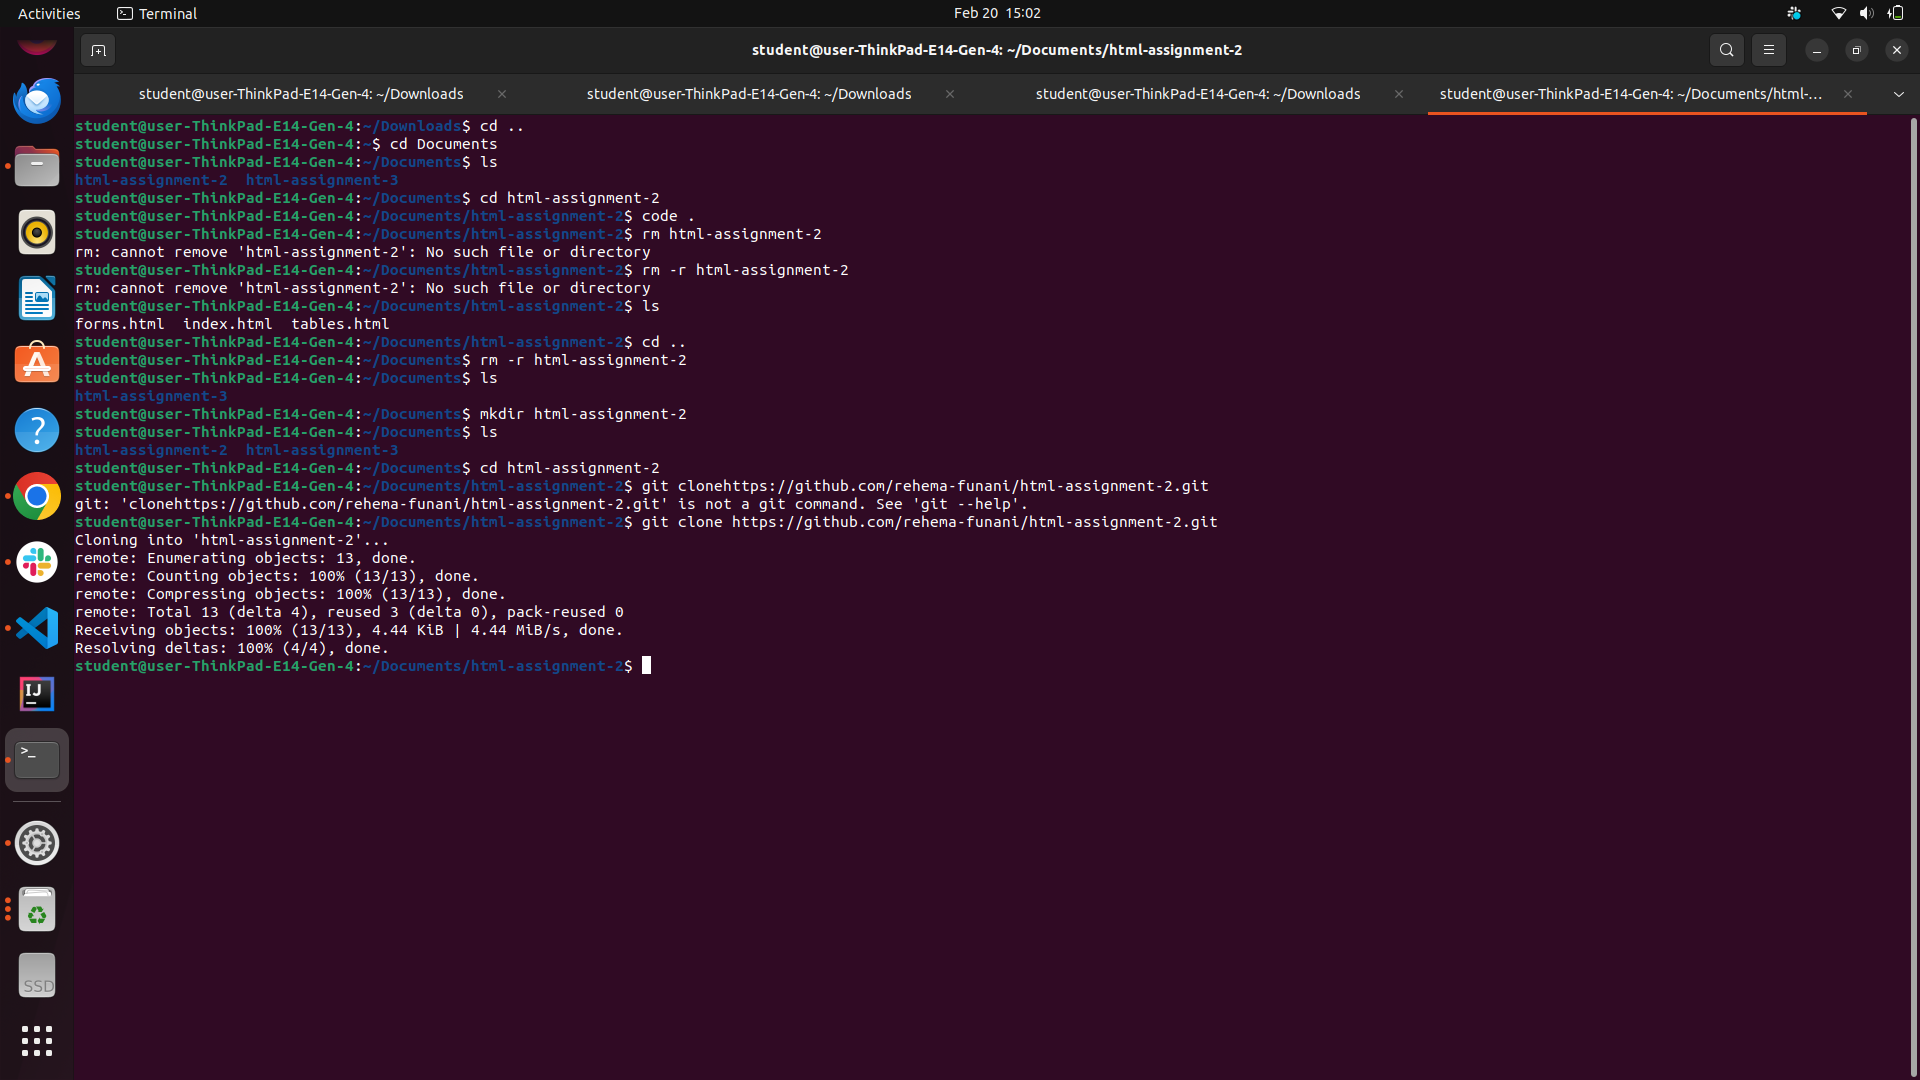 Activities
Terminal
Feb 20 15:02
student@user-ThinkPad-E14-Gen-4: ~/Documents/html-assignment-2
student@user-ThinkPad-E14-Gen-4: ~/Downloads
student@user-ThinkPad-E14-Gen-4: ~/Downloads
student@user-ThinkPad-E14-Gen-4: ~/Downloads
student@user-ThinkPad-E14-Gen-4: ~/Documents/html-...
student@user-ThinkPad-E14-Gen-4:~/Downloads$ cd ..
student@user-ThinkPad-E14-Gen-4:~$ cd Documents
student@user-ThinkPad-E14-Gen-4:~/Documents$ ls
html-assignment-2  html-assignment-3
student@user-ThinkPad-E14-Gen-4:~/Documents$ cd html-assignment-2
student@user-ThinkPad-E14-Gen-4:~/Documents/html-assignment-2$ code .
student@user-ThinkPad-E14-Gen-4:~/Documents/html-assignment-2$ rm html-assignment-2
rm: cannot remove 'html-assignment-2': No such file or directory
student@user-ThinkPad-E14-Gen-4:~/Documents/html-assignment-2$ rm -r html-assignment-2
rm: cannot remove 'html-assignment-2': No such file or directory
student@user-ThinkPad-E14-Gen-4:~/Documents/html-assignment-2$ ls
forms.html  index.html  tables.html
student@user-ThinkPad-E14-Gen-4:~/Documents/html-assignment-2$ cd ..
student@user-ThinkPad-E14-Gen-4:~/Documents$ rm -r html-assignment-2
student@user-ThinkPad-E14-Gen-4:~/Documents$ ls
html-assignment-3
student@user-ThinkPad-E14-Gen-4:~/Documents$ mkdir html-assignment-2
student@user-ThinkPad-E14-Gen-4:~/Documents$ ls
html-assignment-2  html-assignment-3
student@user-ThinkPad-E14-Gen-4:~/Documents$ cd html-assignment-2
student@user-ThinkPad-E14-Gen-4:~/Documents/html-assignment-2$ git clonehttps://github.com/rehema-funani/html-assignment-2.git
git: 'clonehttps://github.com/rehema-funani/html-assignment-2.git' is not a git command. See 'git --help'.
student@user-ThinkPad-E14-Gen-4:~/Documents/html-assignment-2$ git clone https://github.com/rehema-funani/html-assignment-2.git
Cloning into 'html-assignment-2'...
remote: Enumerating objects: 13, done.
remote: Counting objects: 100% (13/13), done.
remote: Compressing objects: 100% (13/13), done.
remote: Total 13 (delta 4), reused 3 (delta 0), pack-reused 0
Receiving objects: 100% (13/13), 4.44 KiB | 4.44 MiB/s, done.
Resolving deltas: 100% (4/4), done.
student@user-ThinkPad-E14-Gen-4:~/Documents/html-assignment-2$
?
IJ
>_
SSD